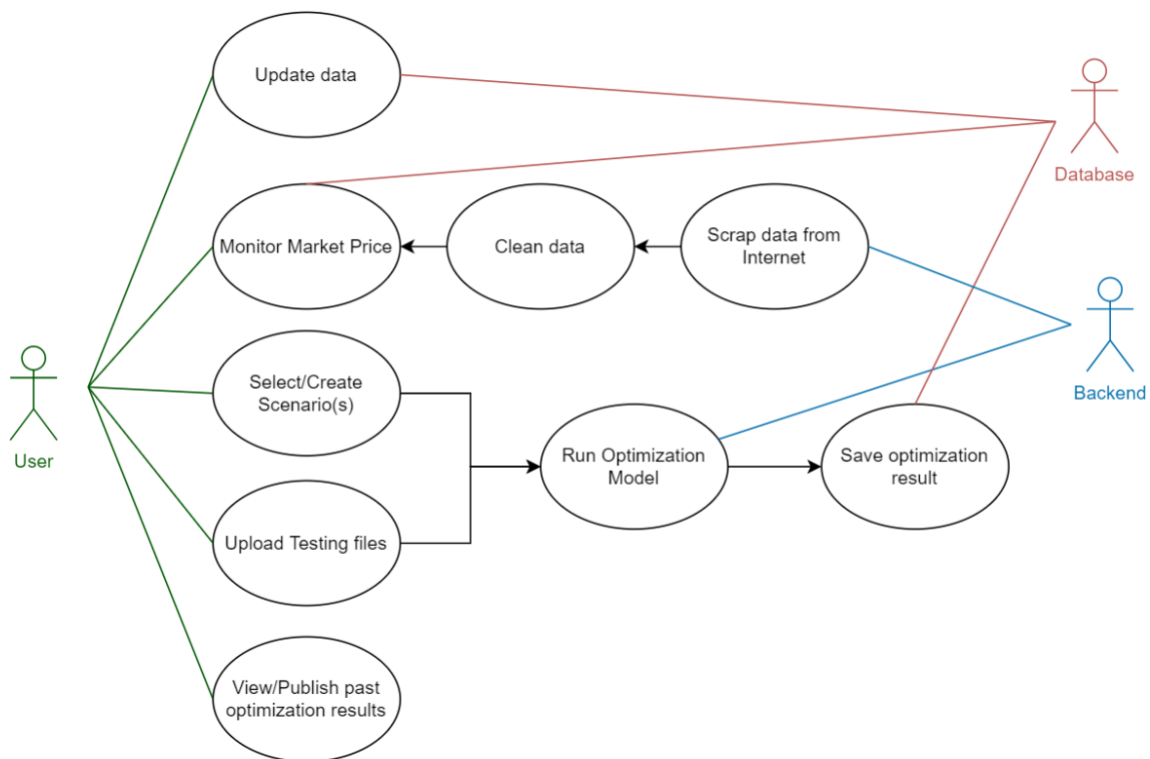 Update data
Database
Monitor Market Price
Clean data
Scrap data from
Internet
Backend
Select/Create
Scenario(s)
User
Run Optimization
Model
Save optimization
result
Upload Testing files
View/Publish past
optimization results